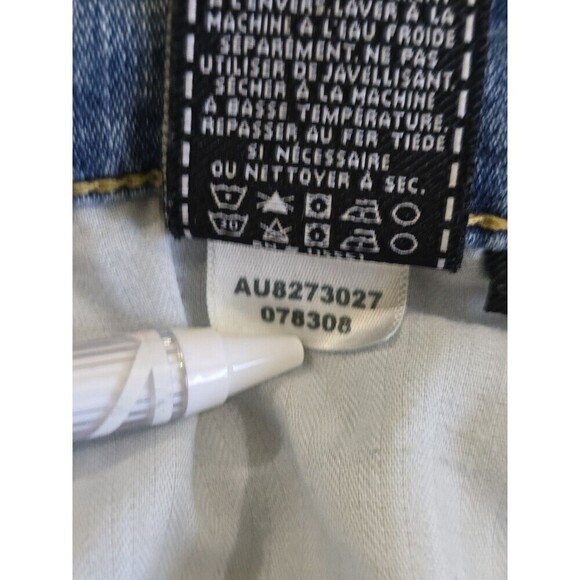 À L'ENVERS. LAVER À LA
MACHINE À L'EAU FROIDE
SÉPARÉMENT. NE PAS
UTILISER DE JAVELLISANT,
SÉCHER À LA MACHINE
À BASSE TEMPÉRATURE,
REPASSER AU FER TIÈDE
SI NÉCESSAIRE
OU NETTOYER À SEC.
30
AU8273027
078308